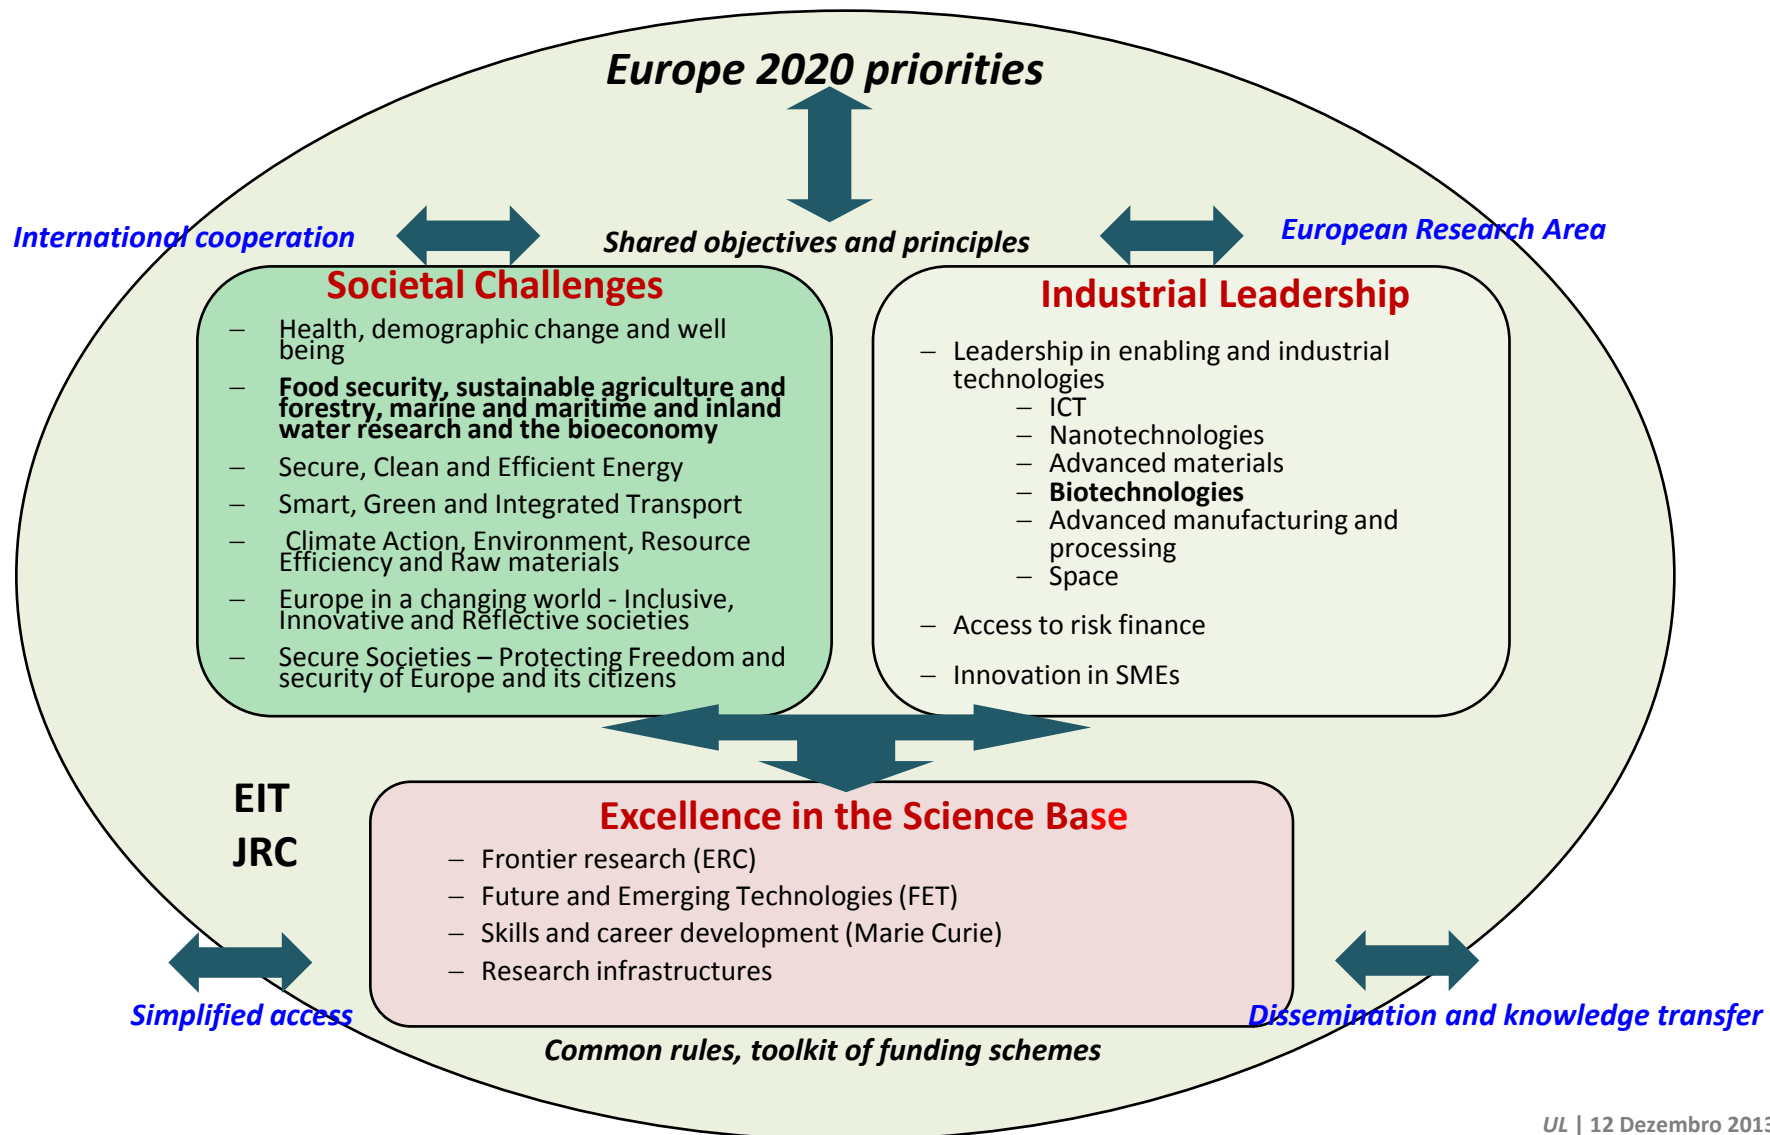 Europe 2020 priorities
International cooperation
Shared objectives and principles
European Research Area
Societal Challenges
– Health, demographic change and well
being
– Food security, sustainable agriculture and
forestry, marine and maritime and inland
water research and the bioeconomy
– Secure, Clean and Efficient Energy
– Smart, Green and Integrated Transport
– Climate Action, Environment, Resource
Efficiency and Raw materials
– Europe in a changing world - Inclusive,
Innovative and Reflective societies
– Secure Societies – Protecting Freedom and
security of Europe and its citizens
Industrial Leadership
– Leadership in enabling and industrial
technologies
– ICT
– Nanotechnologies
– Advanced materials
– Biotechnologies
– Advanced manufacturing and
processing
– Space
– Access to risk finance
– Innovation in SMEs
EIT
JRC
Excellence in the Science Base
– Frontier research (ERC)
– Future and Emerging Technologies (FET)
– Skills and career development (Marie Curie)
– Research infrastructures
Simplified access
Dissemination and knowledge transfer
Common rules, toolkit of funding schemes
UL | 12 Dezembro 2013